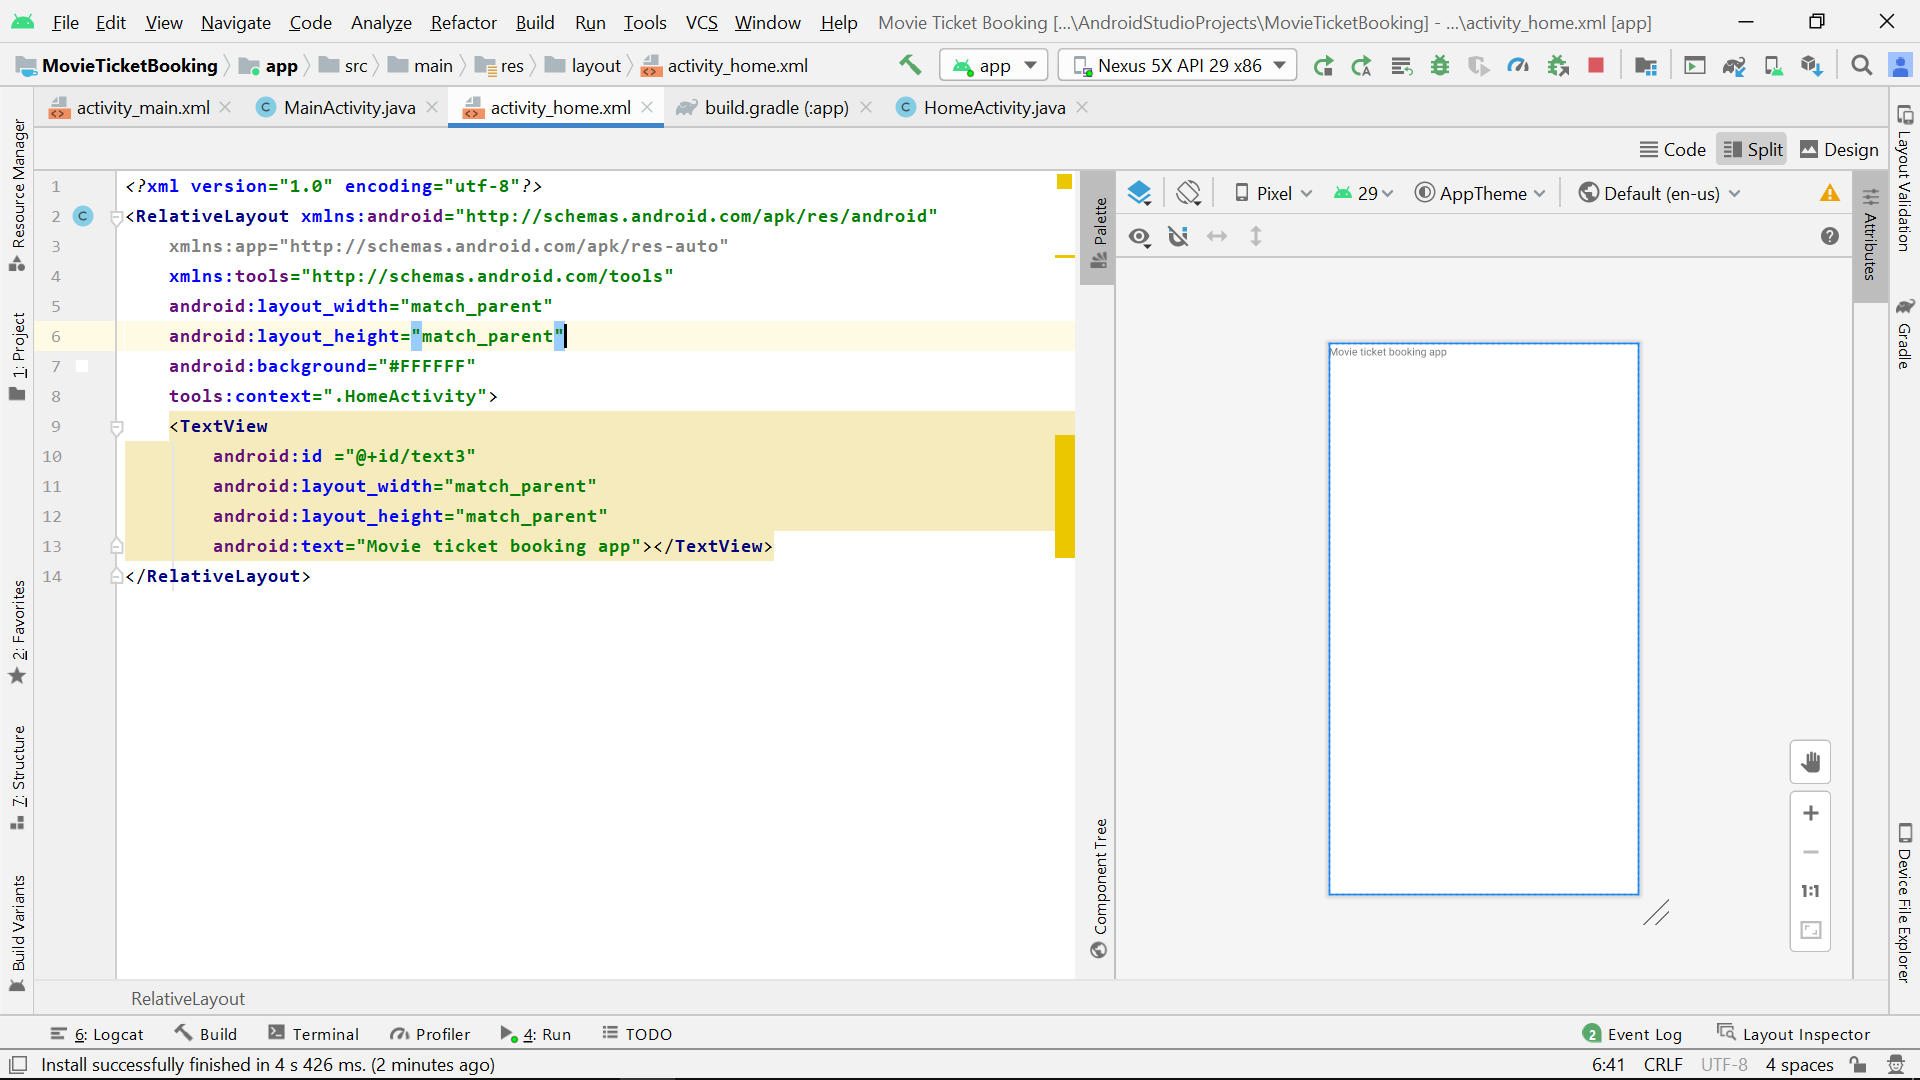 File Edit View Navigate Code Analyze Refactor Build Run Tools VCS Window Help Movie Ticket Booking [...\AndroidStudioProjects\MovieTicketBooking] - ...\activity_home.xml [app]
MovieTicketBooking app src main res layout activity_home.xml app Nexus 5X API 29 x86
activity_main.xml MainActivity.java activity_home.xml build.gradle (:app) HomeActivity.java
Code Split Design
Resource Manager
1: Project
2: Favorites
7: Structure
Build Variants
1 <?xml version="1.0" encoding="utf-8"?>
2 C <RelativeLayout xmlns:android="http://schemas.android.com/apk/res/android"
3 xmlns:app="http://schemas.android.com/apk/res-auto"
4 xmlns:tools="http://schemas.android.com/tools"
5 android:layout_width="match_parent"
6 android:layout_height="match_parent"
7 android:background="#FFFFFF"
8 tools:context=".HomeActivity">
9 <TextView
10 android:id ="@+id/text3"
11 android:layout_width="match_parent"
12 android:layout_height="match_parent"
13 android:text="Movie ticket booking app"></TextView>
14 </RelativeLayout>
Palette
Component Tree
Pixel 29 AppTheme Default (en-us)
Movie ticket booking app
1:1
Attributes
Layout Validation
Gradle
Device File Explorer
RelativeLayout
6: Logcat Build Terminal Profiler 4: Run TODO 2 Event Log Layout Inspector
Install successfully finished in 4 s 426 ms. (2 minutes ago) 6:41 CRLF UTF-8 4 spaces